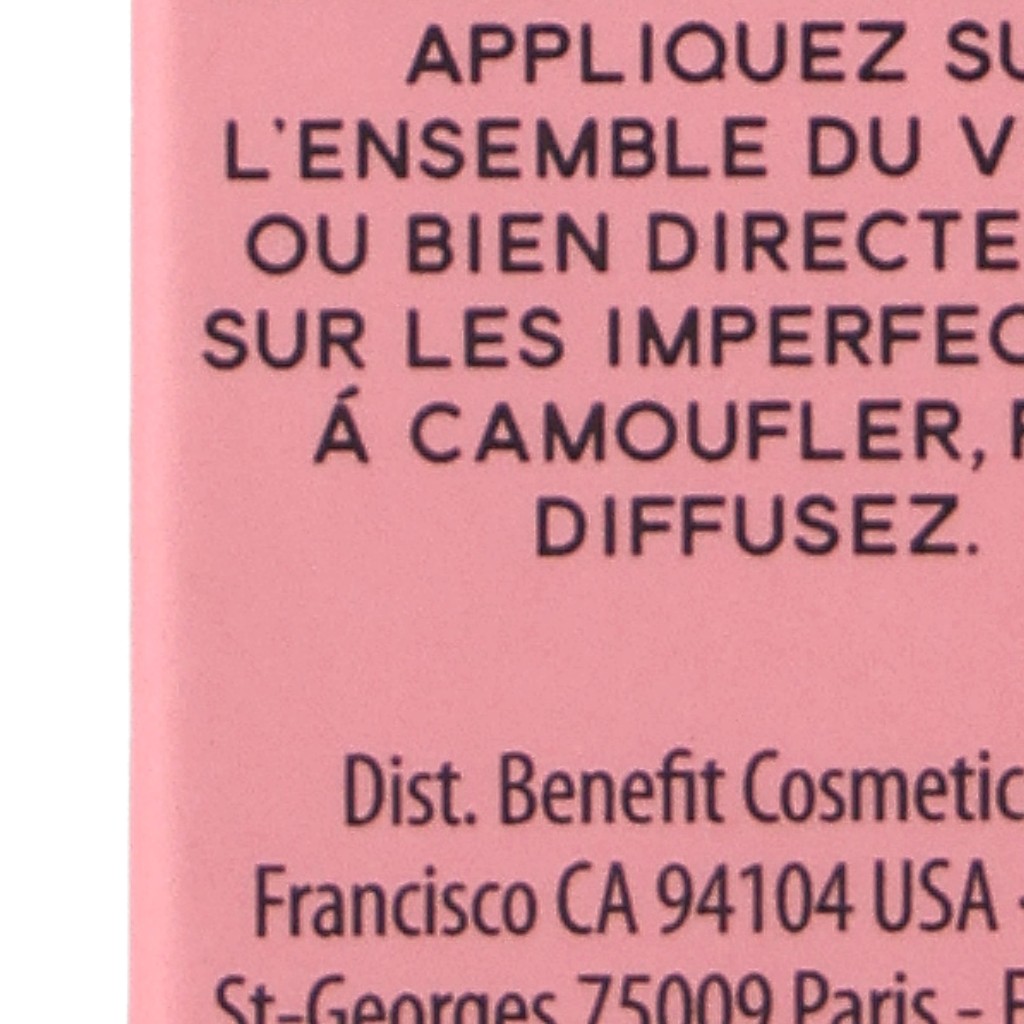 APPLIQUEZ SU
L'ENSEMBLE DU V
OU BIEN DIRECTE
SUR LES IMPERFEC
Á CAMOUFLER,
DIFFUSEZ.
Dist. Benefit Cosmetic
Francisco CA 94104 USA -
St-Georges 75009 Paris -